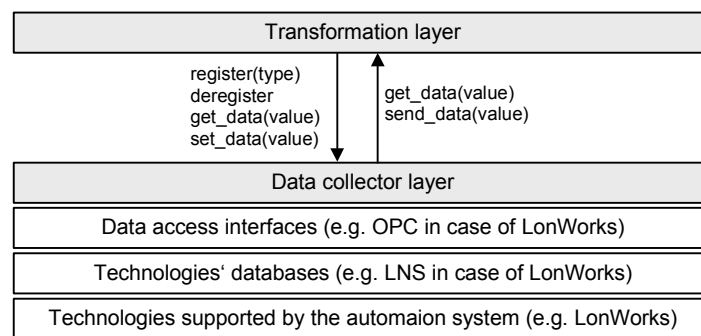 Transformation layer
register(type)
deregister
get_data(value)
set_data(value)
get_data(value)
send_data(value)
Data collector layer
Data access interfaces (e.g. OPC in case of LonWorks)
Technologies‘ databases (e.g. LNS in case of LonWorks)
Technologies supported by the automaion system (e.g. LonWorks)